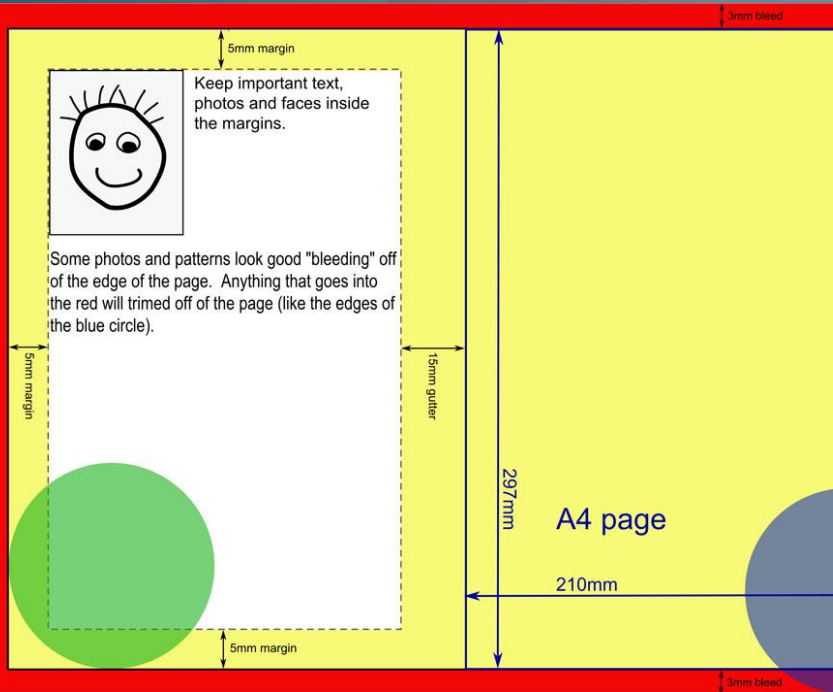 3mm bleed
5mm margin
Keep important text,
photos and faces inside
the margins.
Some photos and patterns look good "bleeding" off
of the edge of the page. Anything that goes into
the red will trimed off of the page (like the edges of
the blue circle).
5mm margin
15mm gutter
297mm
A4 page
210mm
5mm margin
3mm bleed